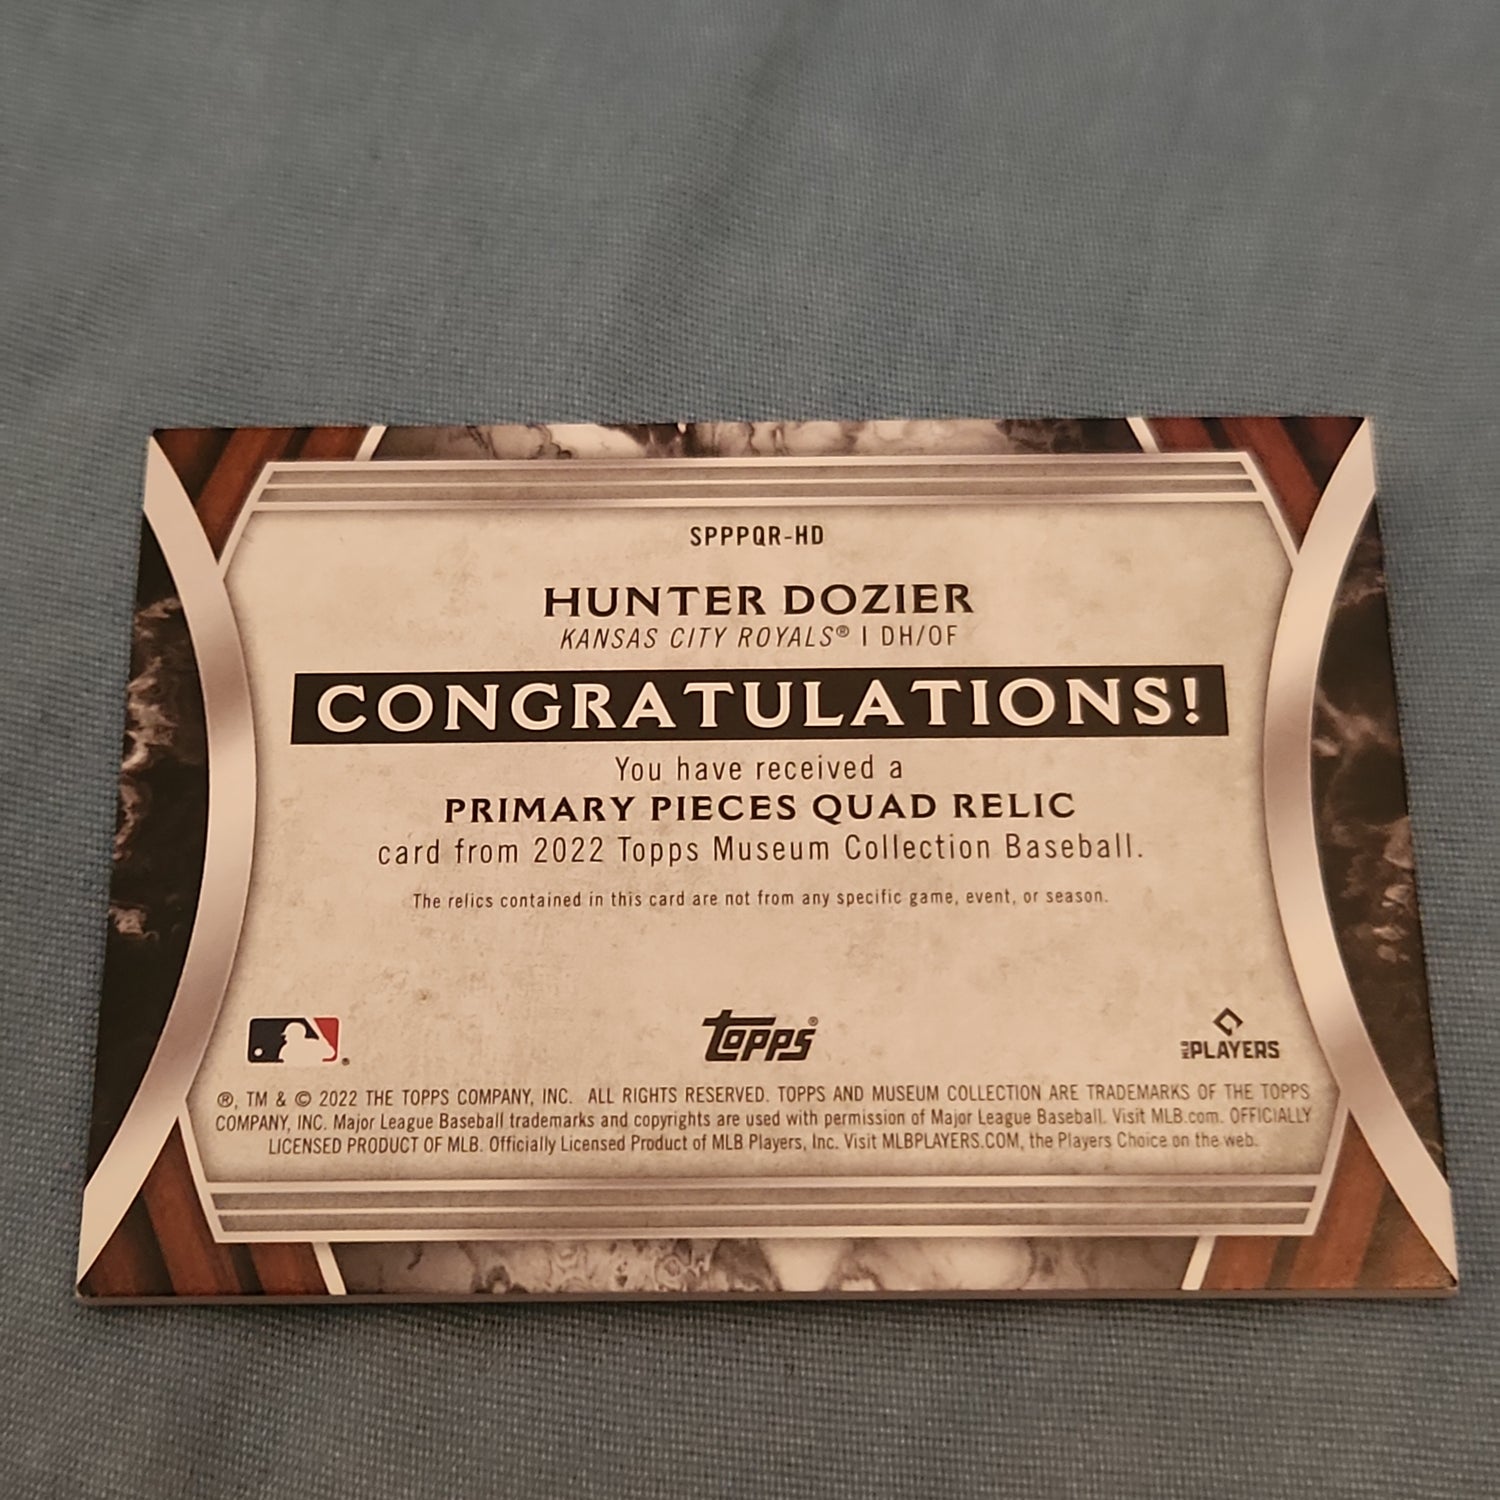 SPPPQR-HD
HUNTER DOZIER
KANSAS CITY ROYALS® | DH/OF
CONGRATULATIONS!
You have received a
PRIMARY PIECES QUAD RELIC
card from 2022 Topps Museum Collection Baseball.
The relics contained in this card are not from any specific game, event, or season.
topps® MLB PLAYERS
®, TM & © 2022 THE TOPPS COMPANY, INC. ALL RIGHTS RESERVED. TOPPS AND MUSEUM COLLECTION ARE TRADEMARKS OF THE TOPPS
COMPANY, INC. Major League Baseball trademarks and copyrights are used with permission of Major League Baseball. Visit MLB.com. OFFICIALLY
LICENSED PRODUCT OF MLB. Officially Licensed Product of MLB Players, Inc. Visit MLBPLAYERS.COM, the Players Choice on the web.